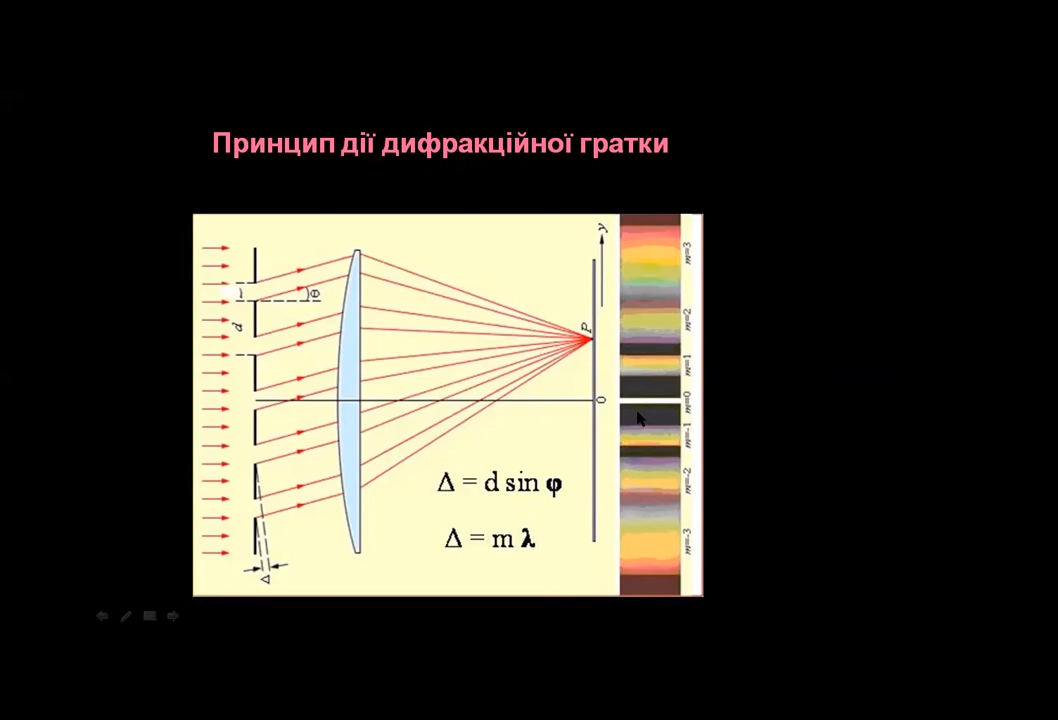 Принцип дії дифракційної гратки
y
m=3
θ
m=2
d
P
m=1
0
m=0
m=-1
Δ = d sin φ
m=-2
Δ = m λ
m=-3
Δ